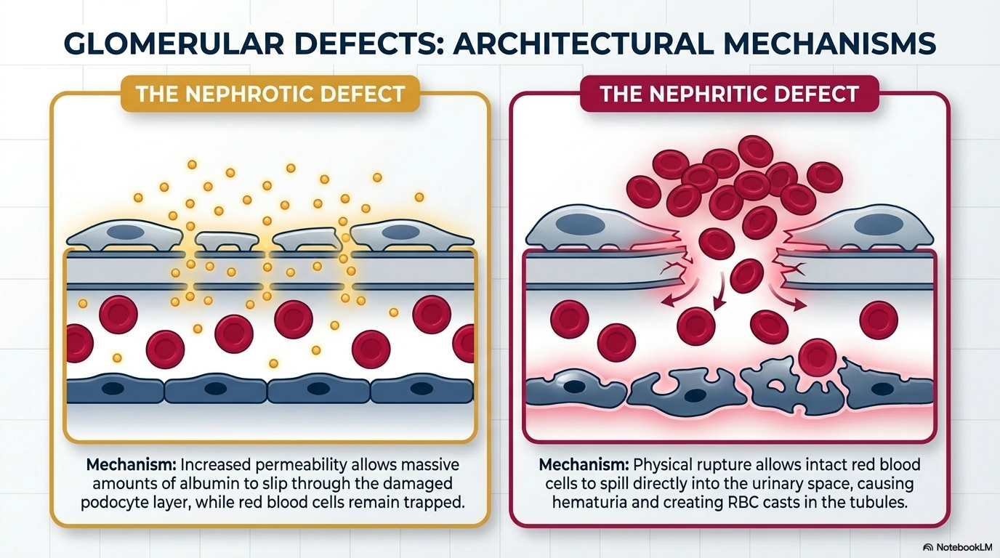 GLOMERULAR DEFECTS: ARCHITECTURAL MECHANISMS
THE NEPHROTIC DEFECT
Mechanism: Increased permeability allows massive
amounts of albumin to slip through the damaged
podocyte layer, while red blood cells remain trapped.
THE NEPHRITIC DEFECT
Mechanism: Physical rupture allows intact red blood
cells to spill directly into the urinary space, causing
hematuria and creating RBC casts in the tubules.
NotebookLM